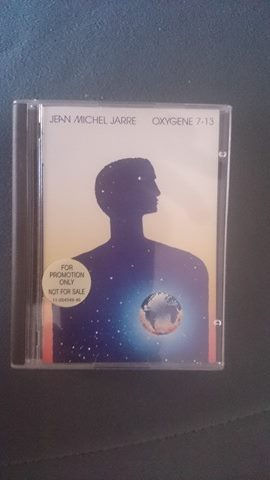 JEAN MICHEL JARRE OXYGENE 7-13
FOR
PROMOTION
ONLY
NOT FOR SALE